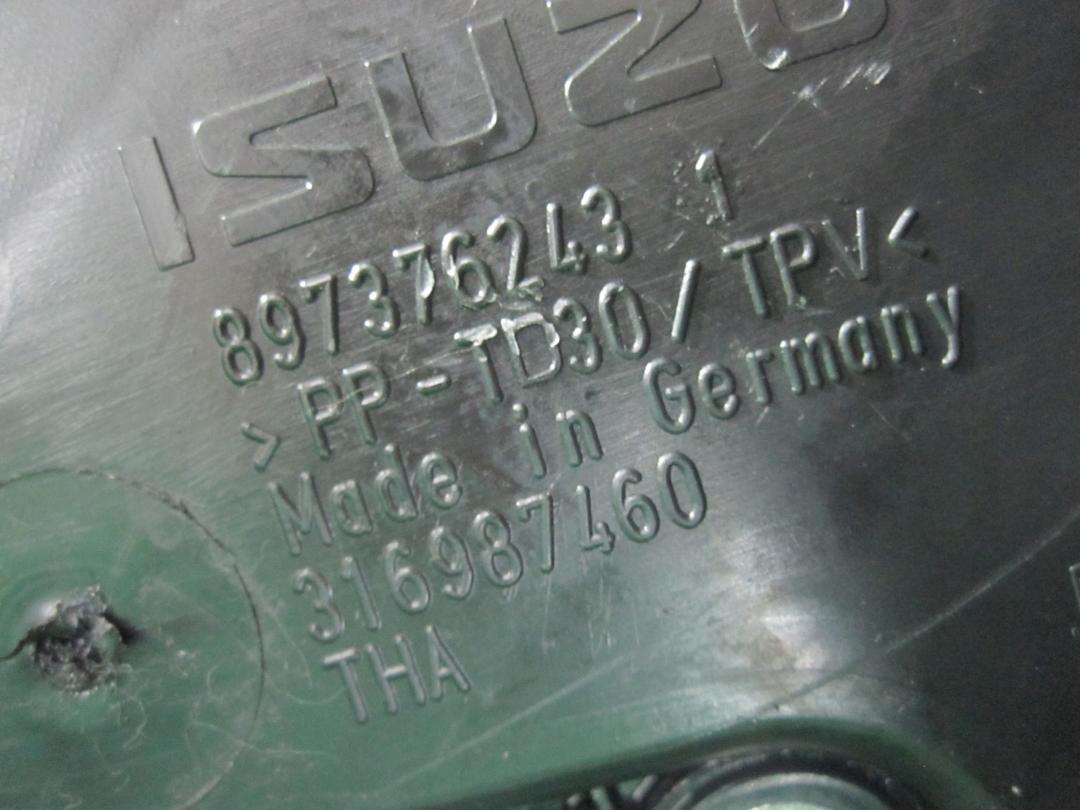 ISUZU
897376243 1
>PP-TD30/TPV<
Made in Germany
316987460
THA